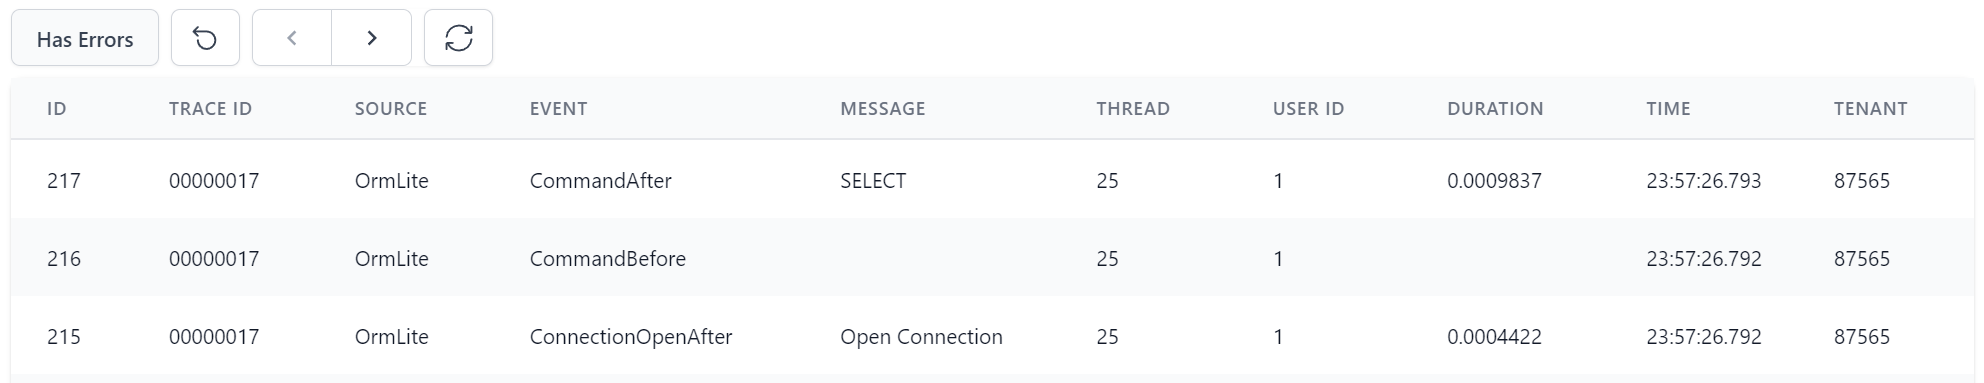 Has Errors
ID TRACE ID SOURCE EVENT MESSAGE THREAD USER ID DURATION TIME TENANT
217 00000017 OrmLite CommandAfter SELECT 25 1 0.0009837 23:57:26.793 87565
216 00000017 OrmLite CommandBefore 25 1 23:57:26.792 87565
215 00000017 OrmLite ConnectionOpenAfter Open Connection 25 1 0.0004422 23:57:26.792 87565